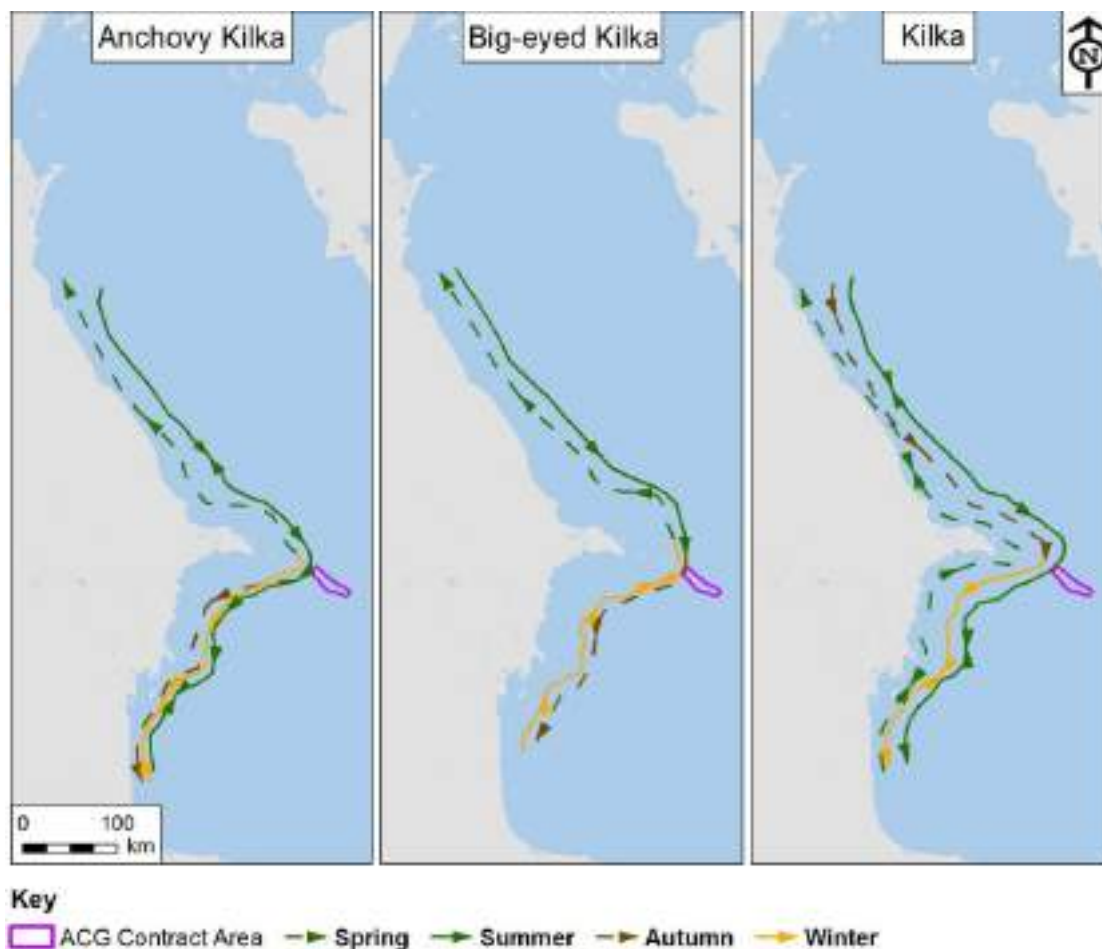 Anchovy Kilka
Big-eyed Kilka
Kilka
N
0 100
km
Key
ACG Contract Area Spring Summer Autumn Winter